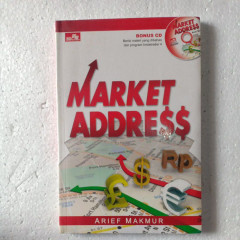 BONUS CD
MARKET
ADDRESS
MARKET
ADDRE$$
Rp
$
£
€
ARIEF MAKMUR